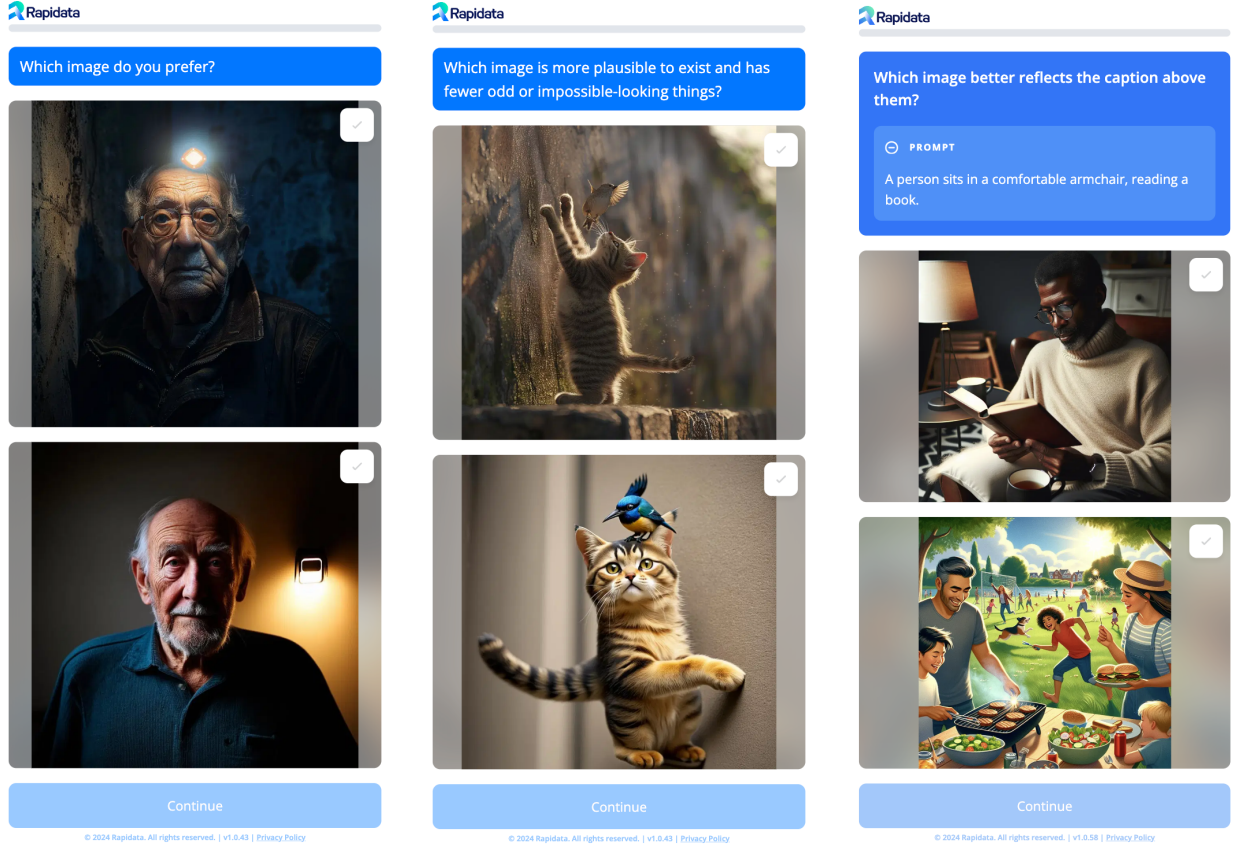 Rapidata
Which image do you prefer?
Continue
© 2024 Rapidata. All rights reserved. | v1.0.43 | Privacy Policy
Rapidata
Which image is more plausible to exist and has
fewer odd or impossible-looking things?
Continue
© 2024 Rapidata. All rights reserved. | v1.0.43 | Privacy Policy
Rapidata
Which image better reflects the caption above
them?
PROMPT
A person sits in a comfortable armchair, reading a
book.
Continue
© 2024 Rapidata. All rights reserved. | v1.0.58 | Privacy Policy